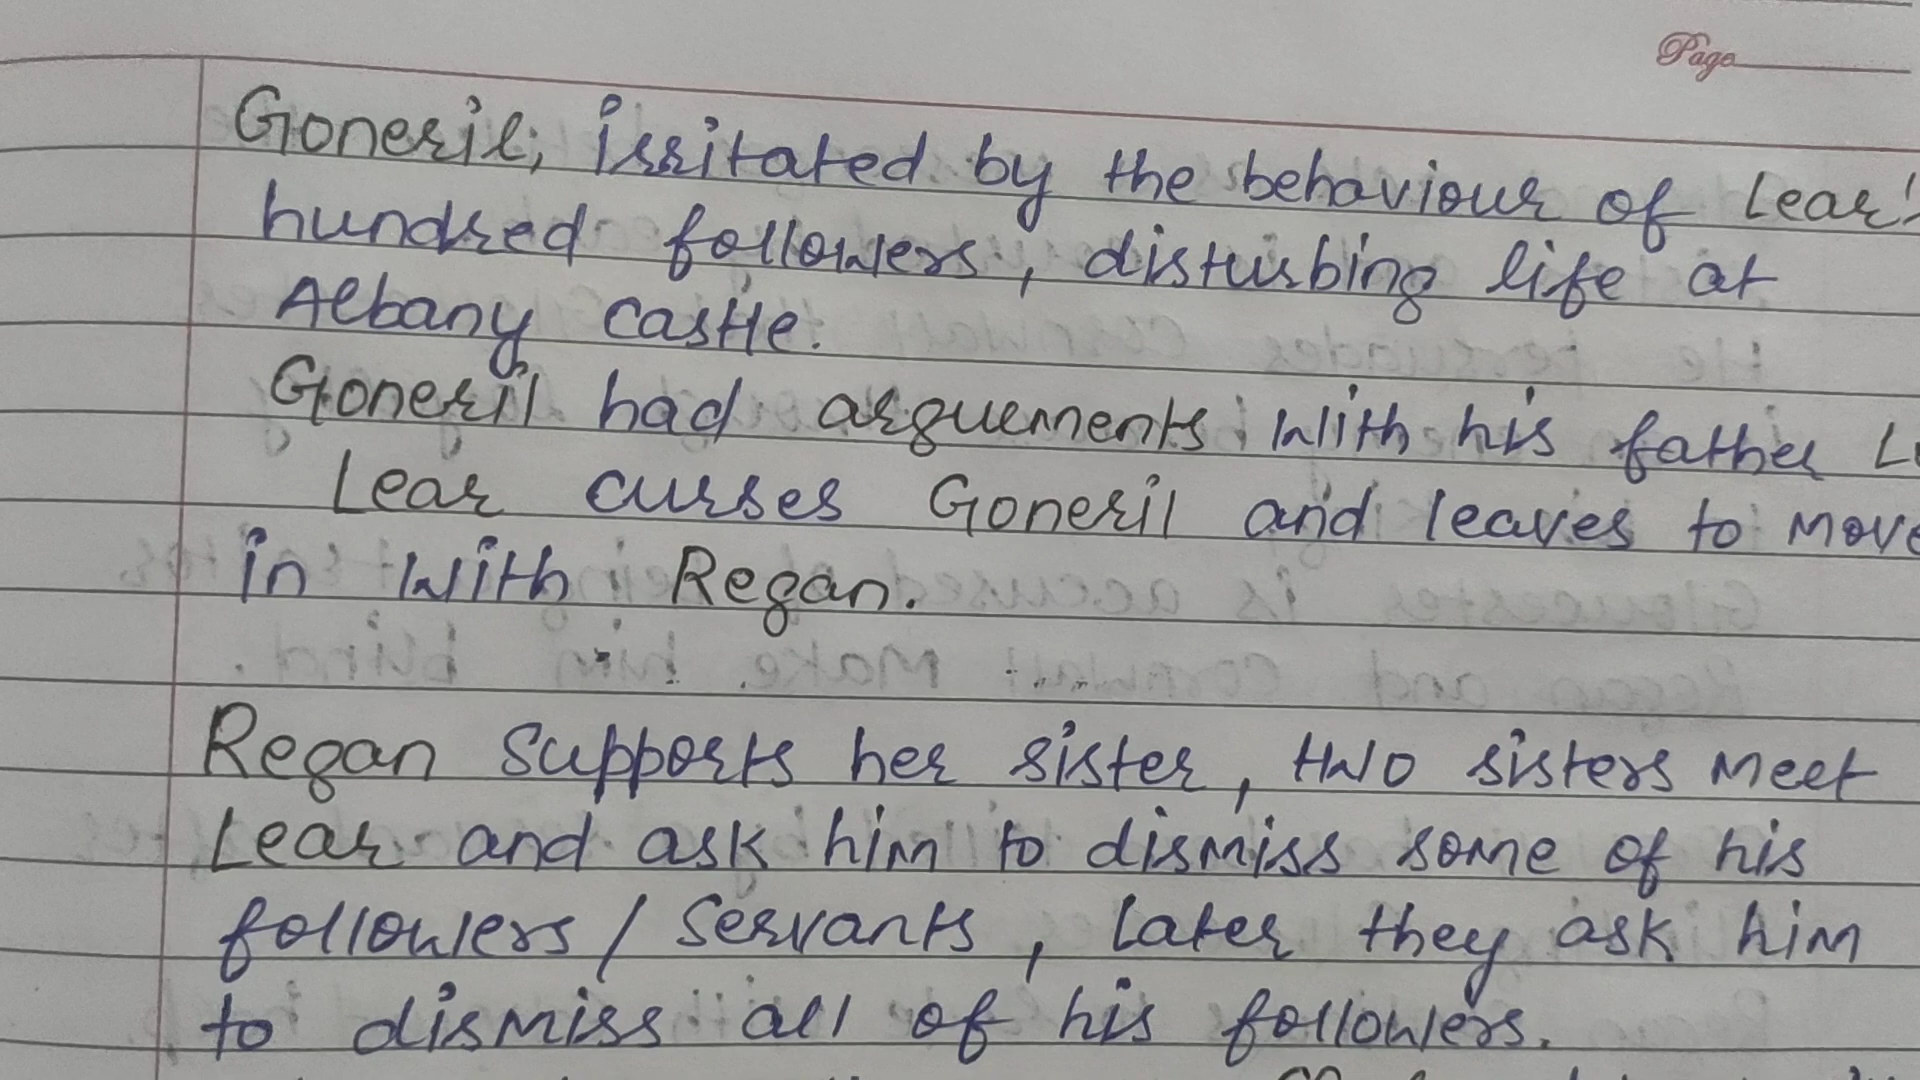 Page
Goneril, irritated by the behaviour of Lear's
hundred followers, disturbing life at
Albany castle.
Goneril had arguements with his father
Lear curses Goneril and leaves to move
in with Regan.
Regan supports her sister, two sisters meet
Lear and ask him to dismiss some of his
followers / servants, later they ask him
to dismiss all of his followers.